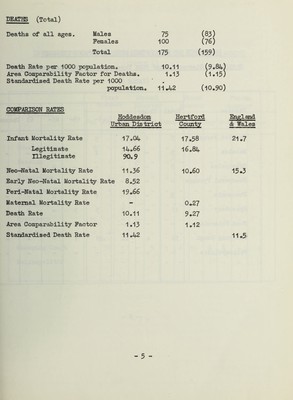 DEATHS (Total)
Deaths of all ages. Males 75 (83)
Females 100 (76)
Total 175 (159)
Death Rate per 1000 population. 10.11 (9.84)
Area Comparability Factor for Deaths. 1.13 (1.15)
Standardised Death Rate per 1000
population. 11.42 (10.90)
COMPARISON RATES
Hoddesdon Hertford England
Urban District County & Wales
Infant Mortality Rate 17.04 17.58 21.7
Legitimate 14.66 16.84
Illegitimate 90.9
Neo-Natal Mortality Rate 11.36 10.60 15.3
Early Neo-Natal Mortality Rate 8.52
Peri-Natal Mortality Rate 19.66
Maternal Mortality Rate - 0.27
Death Rate 10.11 9.27
Area Comparability Factor 1.13 1.12
Standardised Death Rate 11.42 11.5
- 5 -